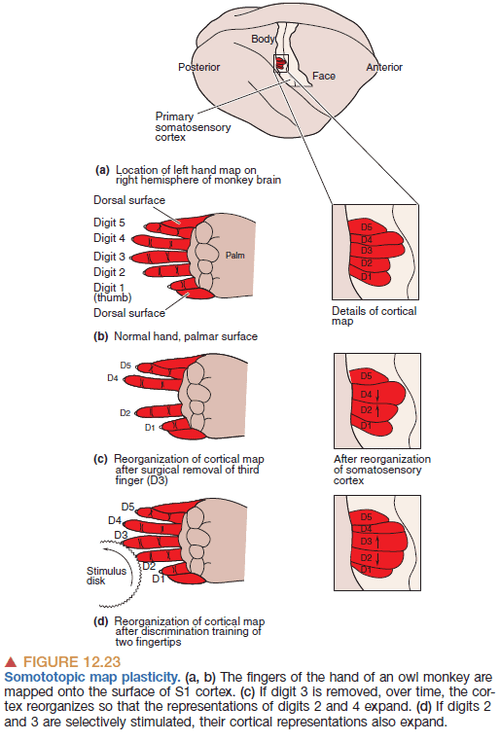 Body
Posterior
Anterior
Face
Primary
somatosensory
cortex
(a) Location of left hand map on
right hemisphere of monkey brain
Dorsal surface
Digit 5
Digit 4
Digit 3
Digit 2
Digit 1
(thumb)
Dorsal surface
Palm
D5
D4
D3
D2
D1
Details of cortical
map
(b) Normal hand, palmar surface
D5
D4
D2
D1
D5
D4
D2
D1
(c) Reorganization of cortical map
after surgical removal of third
finger (D3)
After reorganization
of somatosensory
cortex
D5
D4
D3
D2
D1
Stimulus
disk
D5
D4
D3
D2
D1
(d) Reorganization of cortical map
after discrimination training of
two fingertips
▲ FIGURE 12.23
Somototopic map plasticity. (a, b) The fingers of the hand of an owl monkey are
mapped onto the surface of S1 cortex. (c) If digit 3 is removed, over time, the cor-
tex reorganizes so that the representations of digits 2 and 4 expand. (d) If digits 2
and 3 are selectively stimulated, their cortical representations also expand.